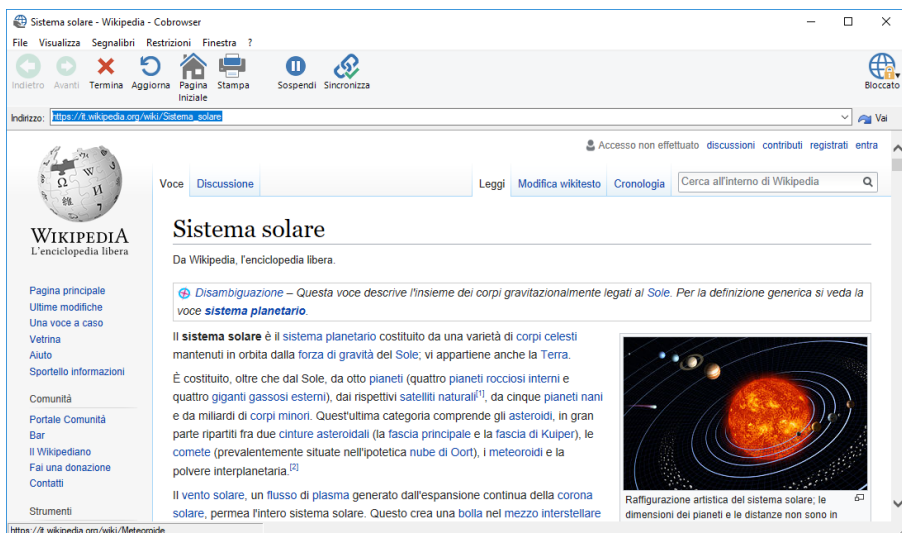 Sistema solare - Wikipedia - Cobrowser
File Visualizza Segnalibri Restrizioni Finestra ?
Indietro Avanti Termina Aggiorna Pagina Iniziale Stampa Sospendi Sincronizza Bloccato
Indirizzo: https://it.wikipedia.org/wiki/Sistema_solare Vai
Accesso non effettuato discussioni contributi registrati entra
Voce Discussione Leggi Modifica wikitesto Cronologia Cerca all'interno di Wikipedia
WIKIPEDIA
L'enciclopedia libera
Pagina principale
Ultime modifiche
Una voce a caso
Vetrina
Aiuto
Sportello informazioni
Comunità
Portale Comunità
Bar
Il Wikipediano
Fai una donazione
Contatti
Strumenti
Sistema solare
Da Wikipedia, l'enciclopedia libera.
Disambiguazione – Questa voce descrive l'insieme dei corpi gravitazionalmente legati al Sole. Per la definizione generica si veda la
voce sistema planetario.
Il sistema solare è il sistema planetario costituito da una varietà di corpi celesti
mantenuti in orbita dalla forza di gravità del Sole; vi appartiene anche la Terra.
È costituito, oltre che dal Sole, da otto pianeti (quattro pianeti rocciosi interni e
quattro giganti gassosi esterni), dai rispettivi satelliti naturali[1], da cinque pianeti nani
e da miliardi di corpi minori. Quest'ultima categoria comprende gli asteroidi, in gran
parte ripartiti fra due cinture asteroidali (la fascia principale e la fascia di Kuiper), le
comete (prevalentemente situate nell'ipotetica nube di Oort), i meteoroidi e la
polvere interplanetaria.[2]
Il vento solare, un flusso di plasma generato dall'espansione continua della corona
solare, permea l'intero sistema solare. Questo crea una bolla nel mezzo interstellare
Raffigurazione artistica del sistema solare; le
dimensioni dei pianeti e le distanze non sono in
https://it.wikipedia.org/wiki/Meteoroide